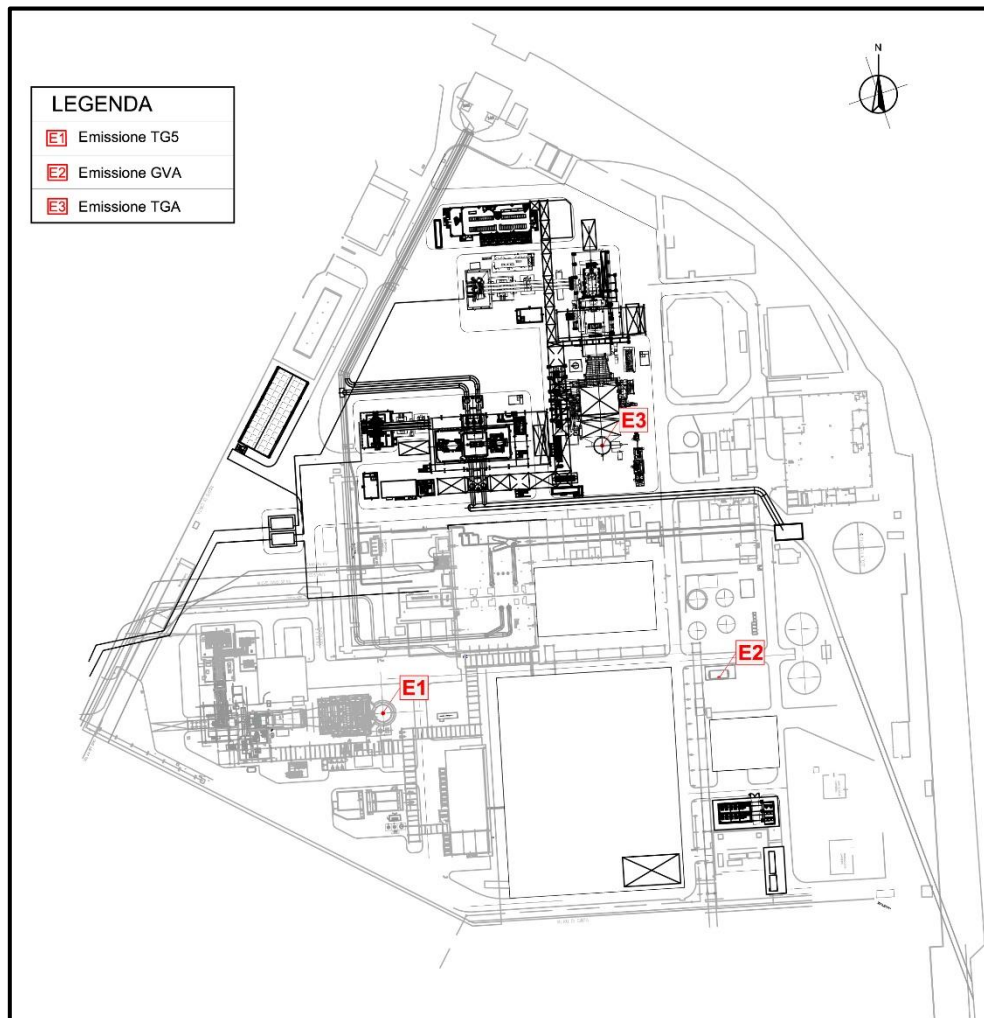 N
LEGENDA
E1 Emissione TG5
E2 Emissione GVA
E3 Emissione TGA
E3
E2
E1